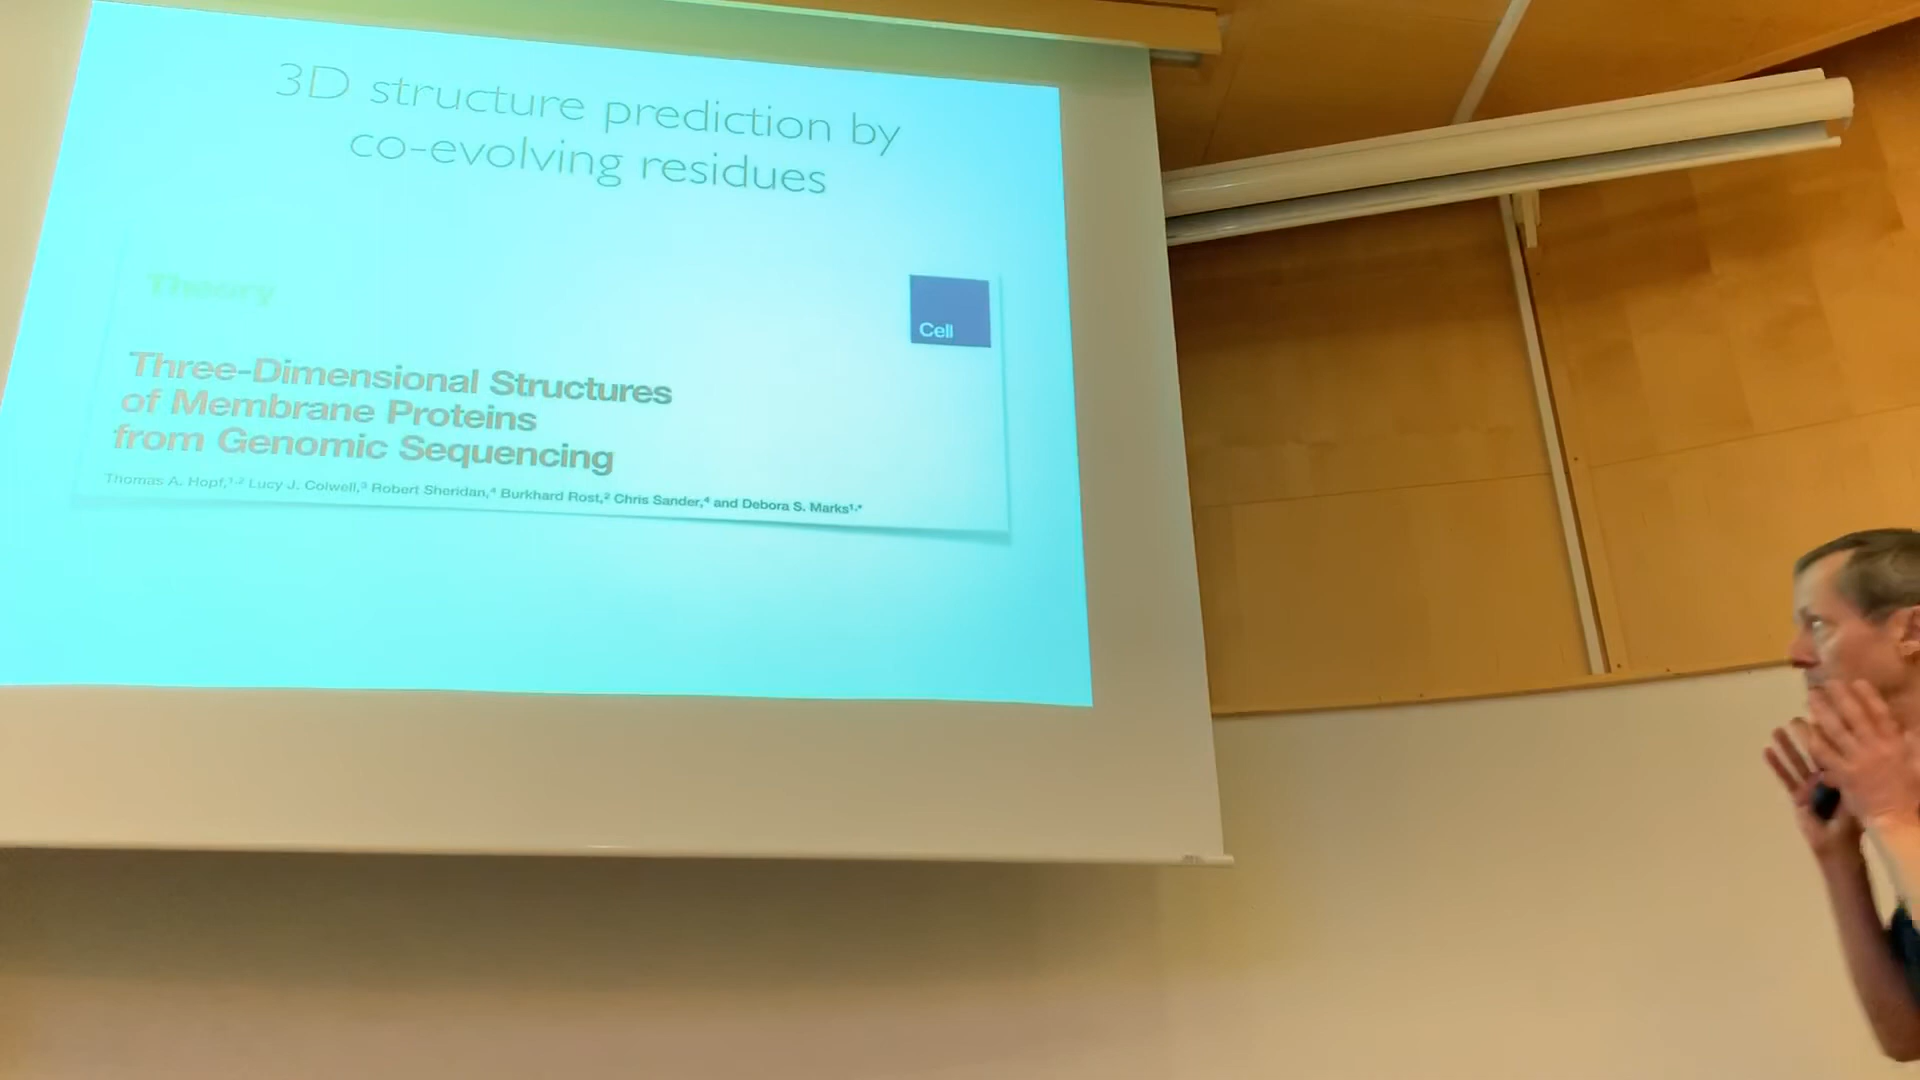 3D structure prediction by
co-evolving residues
Theory
Cell
Three-Dimensional Structures
of Membrane Proteins
from Genomic Sequencing
Thomas A. Hopf,1,2 Lucy J. Colwell,3 Robert Sheridan,4 Burkhard Rost,2 Chris Sander,4 and Debora S. Marks1,*